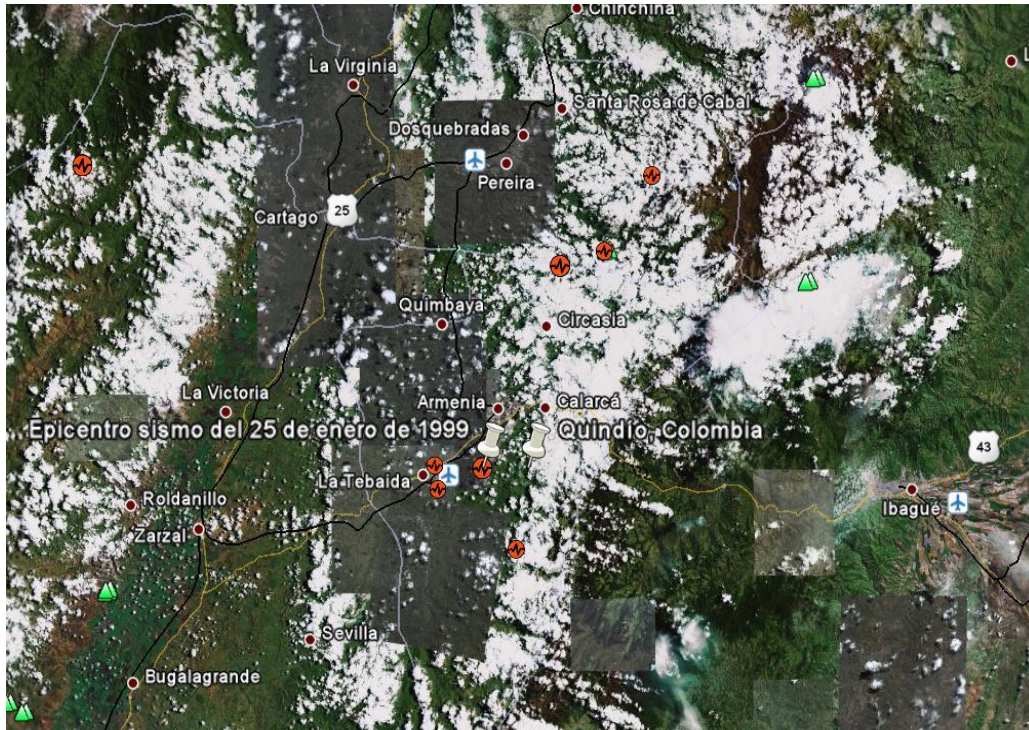 Chinchina
La Virginia
Santa Rosa de Cabal
Dosquebradas
Pereira
25
Cartago
Quimbaya
Circasia
La Victoria
Armenia
Calarcá
Epicentro sismo del 25 de enero de 1999
Quindío, Colombia
43
La Tebaida
Ibagué
Roldanillo
Zarzal
Sevilla
Bugalagrande